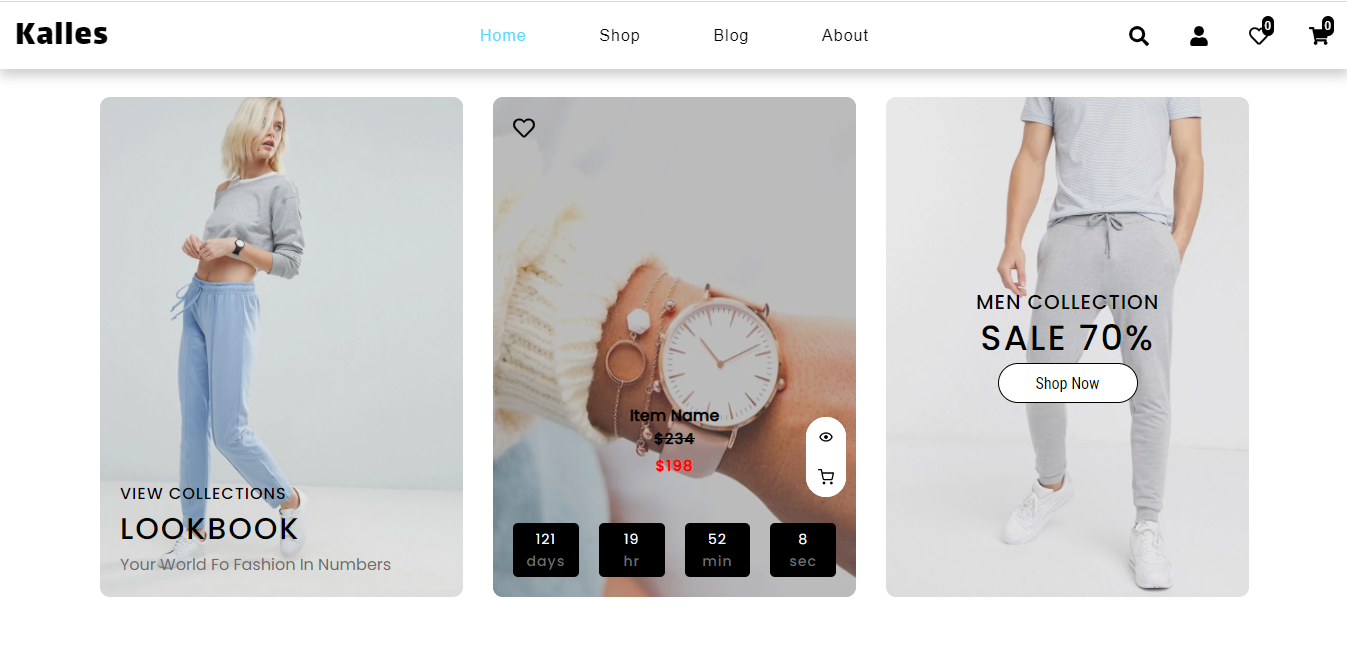 Kalles
Home
Shop
Blog
About
0
0
VIEW COLLECTIONS
LOOKBOOK
Your World Fo Fashion In Numbers
Item Name
$234
$198
121
days
19
hr
52
min
8
sec
MEN COLLECTION
SALE 70%
Shop Now